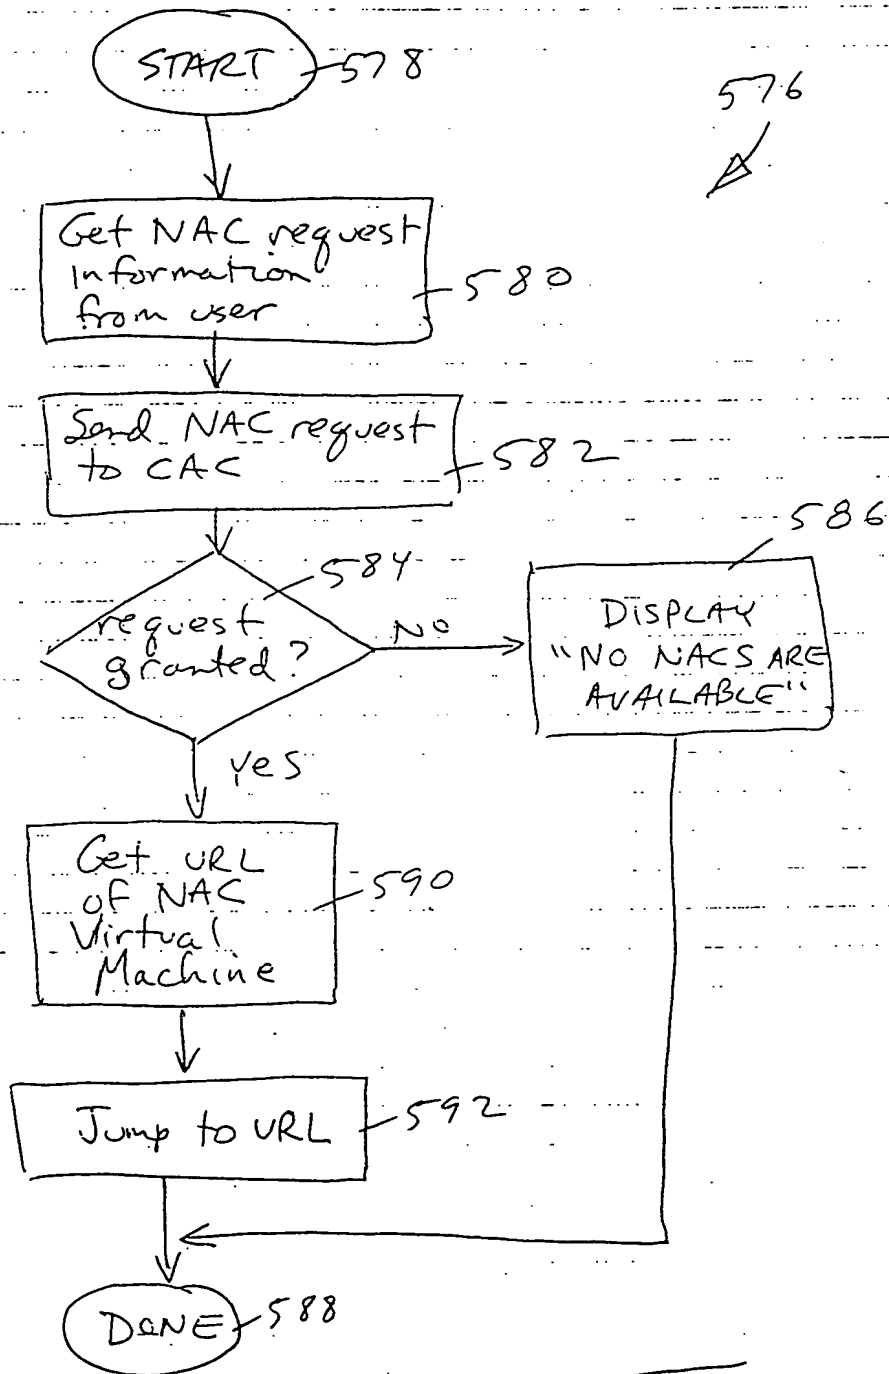 START 578
576
Get NAC request
information
from user
580
Send NAC request
to CAC
582
584
request
granted?
NO
586
DISPLAY
"NO NACS ARE
AVAILABLE"
yes
Get URL
of NAC
Virtual
Machine
590
Jump to URL 592
DONE 588